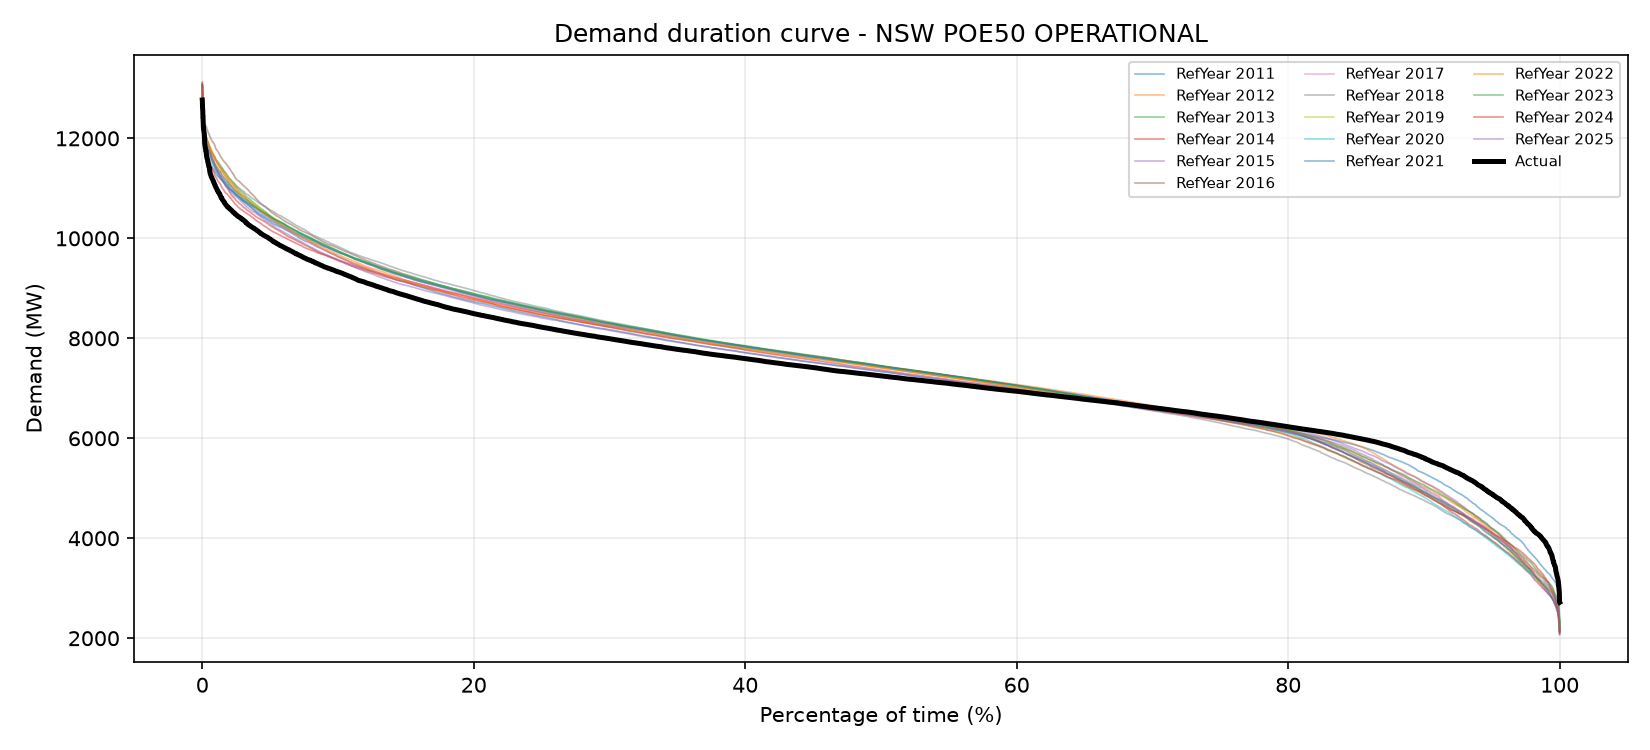 Demand duration curve - NSW POE50 OPERATIONAL
RefYear 2011
RefYear 2012
RefYear 2013
RefYear 2014
RefYear 2015
RefYear 2016
RefYear 2017
RefYear 2018
RefYear 2019
RefYear 2020
RefYear 2021
RefYear 2022
RefYear 2023
RefYear 2024
RefYear 2025
Actual
Demand (MW)
12000
10000
8000
6000
4000
2000
0
20
40
60
80
100
Percentage of time (%)